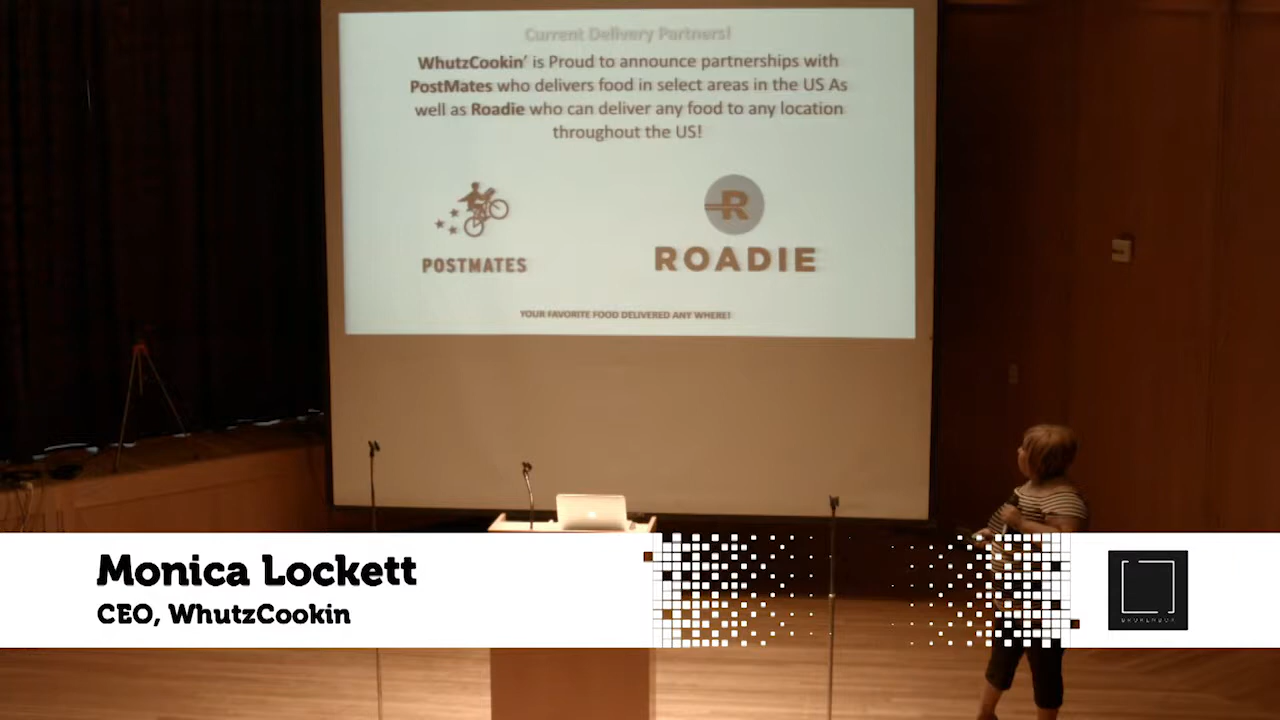 Current Delivery Partners!
WhutzCookin' is Proud to announce partnerships with
PostMates who delivers food in select areas in the US As
well as Roadie who can deliver any food to any location
throughout the US!
R
POSTMATES
ROADIE
YOUR FAVORITE FOOD DELIVERED ANY WHERE!
Monica Lockett
CEO, WhutzCookin
BROKENBOX